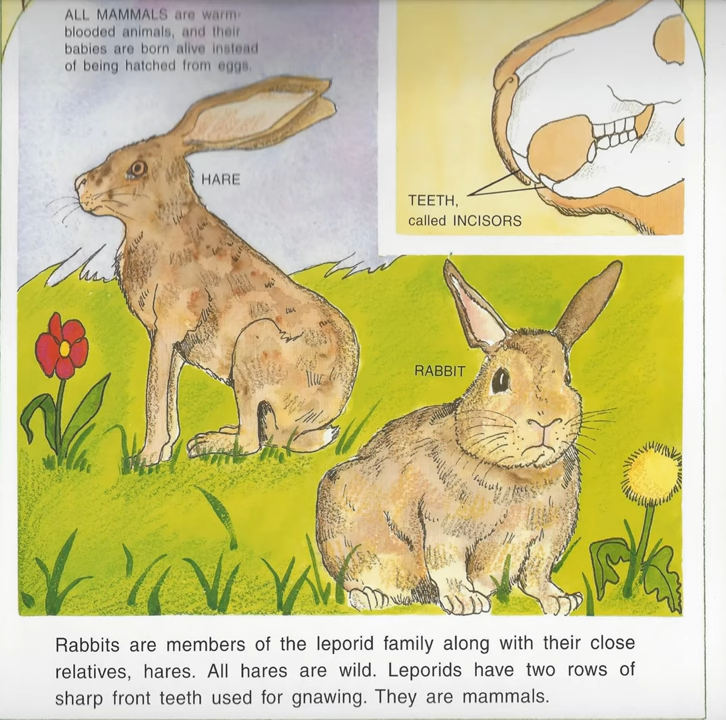 ALL MAMMALS are warm-
blooded animals, and their
babies are born alive instead
of being hatched from eggs.
HARE
TEETH,
called INCISORS
RABBIT
Rabbits are members of the leporid family along with their close
relatives, hares. All hares are wild. Leporids have two rows of
sharp front teeth used for gnawing. They are mammals.